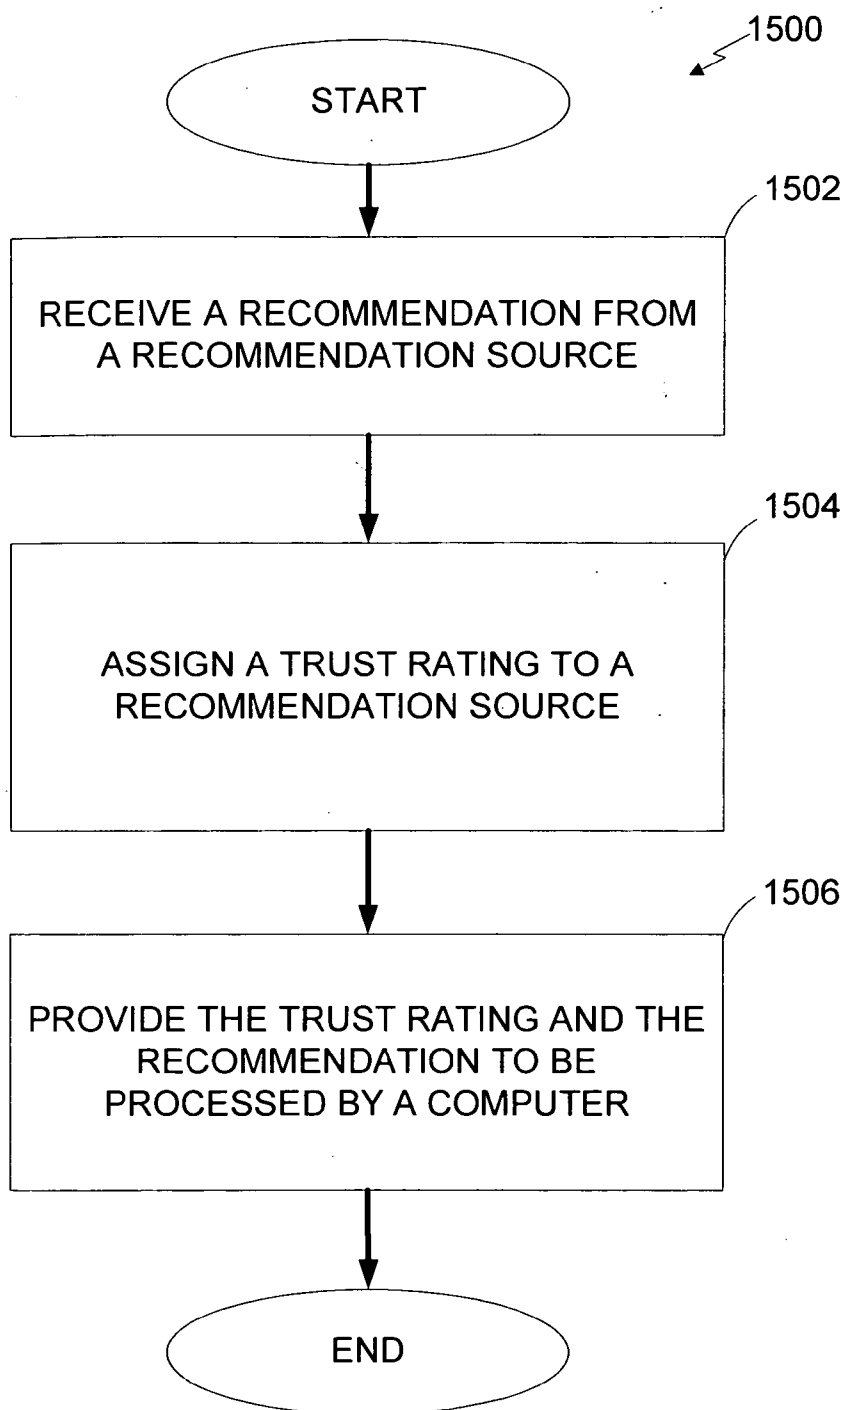 1500
START
1502
RECEIVE A RECOMMENDATION FROM
A RECOMMENDATION SOURCE
1504
ASSIGN A TRUST RATING TO A
RECOMMENDATION SOURCE
1506
PROVIDE THE TRUST RATING AND THE
RECOMMENDATION TO BE
PROCESSED BY A COMPUTER
END